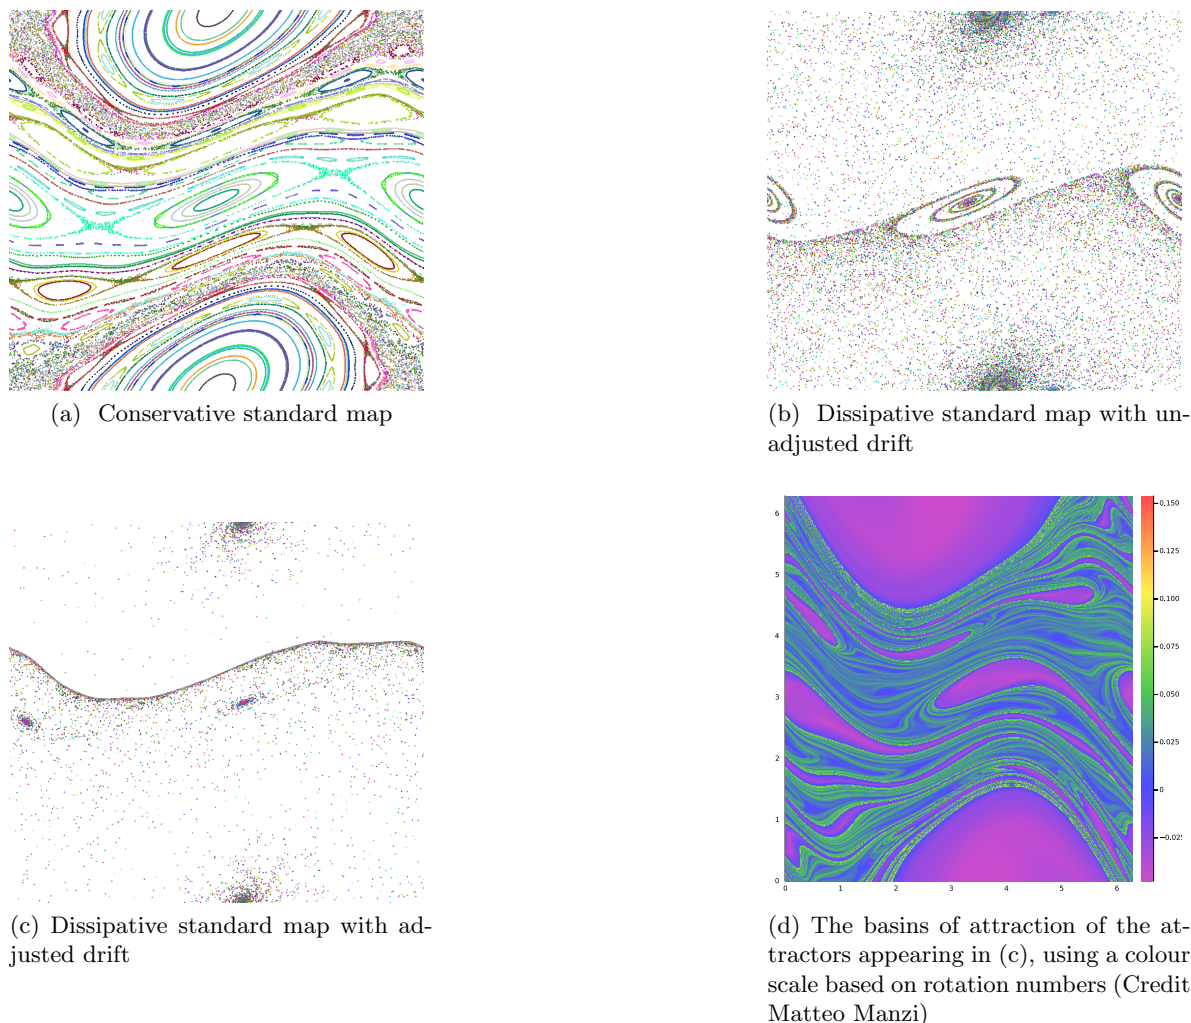 (a) Conservative standard map
(b) Dissipative standard map with un-
adjusted drift
(c) Dissipative standard map with ad-
justed drift
6
5
4
3
2
1
0
0 1 2 3 4 5 6
0.150
0.125
0.100
0.075
0.050
0.025
0
−0.025
(d) The basins of attraction of the at-
tractors appearing in (c), using a colour
scale based on rotation numbers (Credit
Matteo Manzi)